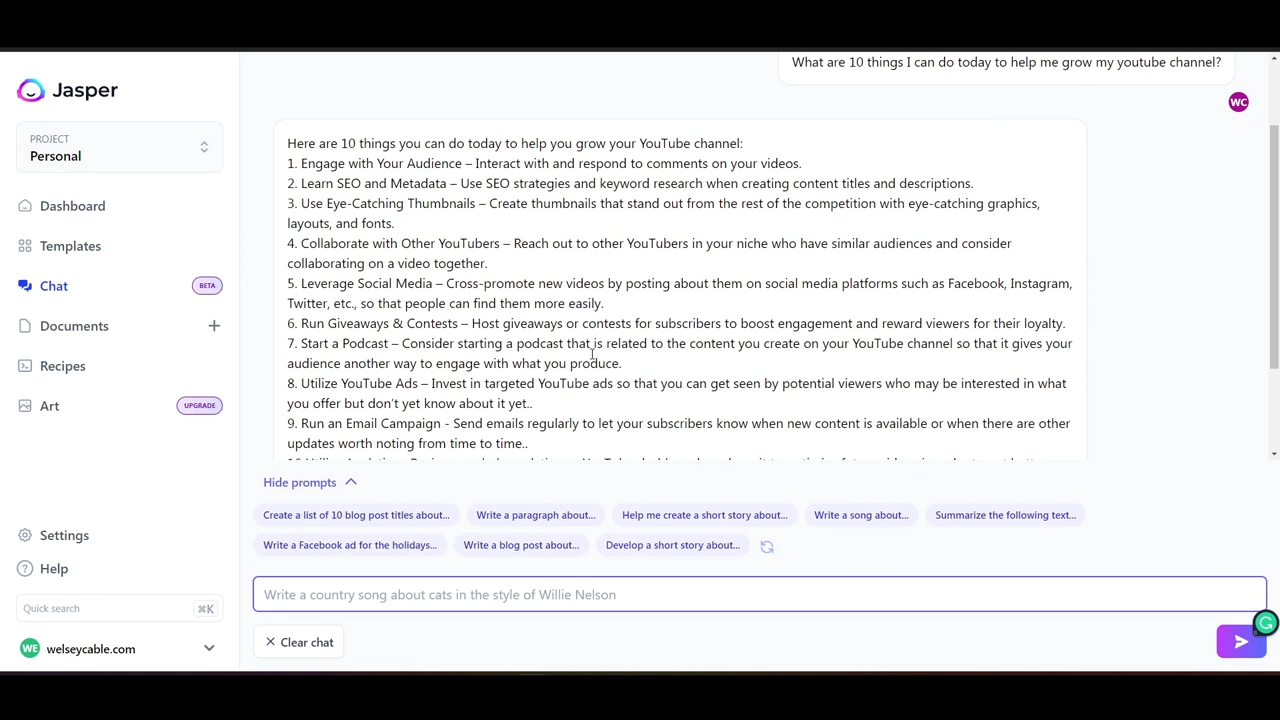 What are 10 things I can do today to help me grow my youtube channel?
WC
Jasper
PROJECT
Personal
Dashboard
Templates
Chat BETA
Documents
Recipes
Art UPGRADE
Settings
Help
Quick search ⌘K
WE welseycable.com
Here are 10 things you can do today to help you grow your YouTube channel:
1. Engage with Your Audience – Interact with and respond to comments on your videos.
2. Learn SEO and Metadata – Use SEO strategies and keyword research when creating content titles and descriptions.
3. Use Eye-Catching Thumbnails – Create thumbnails that stand out from the rest of the competition with eye-catching graphics,
layouts, and fonts.
4. Collaborate with Other YouTubers – Reach out to other YouTubers in your niche who have similar audiences and consider
collaborating on a video together.
5. Leverage Social Media – Cross-promote new videos by posting about them on social media platforms such as Facebook, Instagram,
Twitter, etc., so that people can find them more easily.
6. Run Giveaways & Contests – Host giveaways or contests for subscribers to boost engagement and reward viewers for their loyalty.
7. Start a Podcast – Consider starting a podcast that is related to the content you create on your YouTube channel so that it gives your
audience another way to engage with what you produce.
8. Utilize YouTube Ads – Invest in targeted YouTube ads so that you can get seen by potential viewers who may be interested in what
you offer but don’t yet know about it yet..
9. Run an Email Campaign - Send emails regularly to let your subscribers know when new content is available or when there are other
updates worth noting from time to time..
Hide prompts
Create a list of 10 blog post titles about... Write a paragraph about... Help me create a short story about... Write a song about... Summarize the following text...
Write a Facebook ad for the holidays... Write a blog post about... Develop a short story about...
Write a country song about cats in the style of Willie Nelson
Clear chat